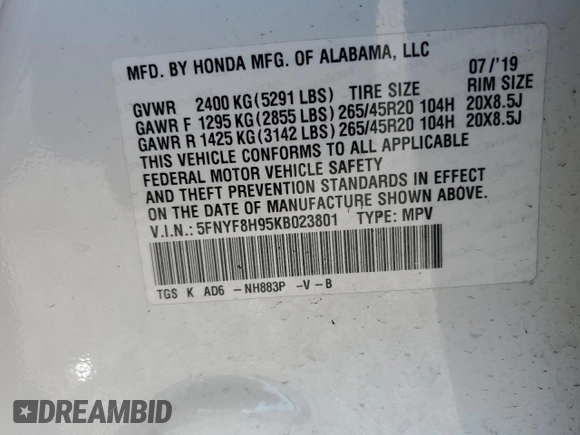 MFD. BY HONDA MFG. OF ALABAMA, LLC 07/'19
GVWR 2400 KG(5291 LBS) TIRE SIZE RIM SIZE
GAWR F 1295 KG(2855 LBS)265/45R20 104H 20X8.5J
GAWR R 1425 KG(3142 LBS)265/45R20 104H 20X8.5J
THIS VEHICLE CONFORMS TO ALL APPLICABLE
FEDERAL MOTOR VEHICLE SAFETY
AND THEFT PREVENTION STANDARDS IN EFFECT
ON THE DATE OF MANUFACTURE SHOWN ABOVE.
V.I.N.: 5FNYF8H95KB023801 TYPE: MPV
TGS K AD6 -NH883P -V-B
DREAMBID